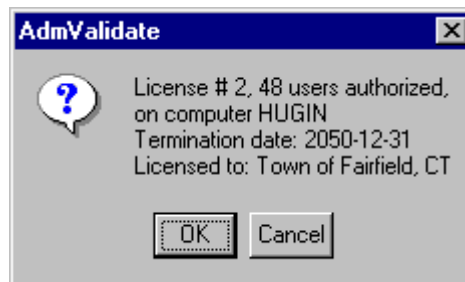 AdmValidate
?
License # 2, 48 users authorized,
on computer HUGIN
Termination date: 2050-12-31
Licensed to: Town of Fairfield, CT
OK Cancel